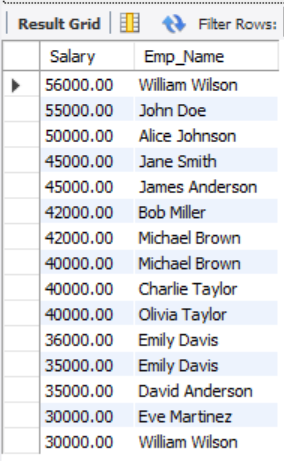 Result Grid Filter Rows:
Salary Emp_Name
56000.00 William Wilson
55000.00 John Doe
50000.00 Alice Johnson
45000.00 Jane Smith
45000.00 James Anderson
42000.00 Bob Miller
42000.00 Michael Brown
40000.00 Michael Brown
40000.00 Charlie Taylor
40000.00 Olivia Taylor
36000.00 Emily Davis
35000.00 Emily Davis
35000.00 David Anderson
30000.00 Eve Martinez
30000.00 William Wilson